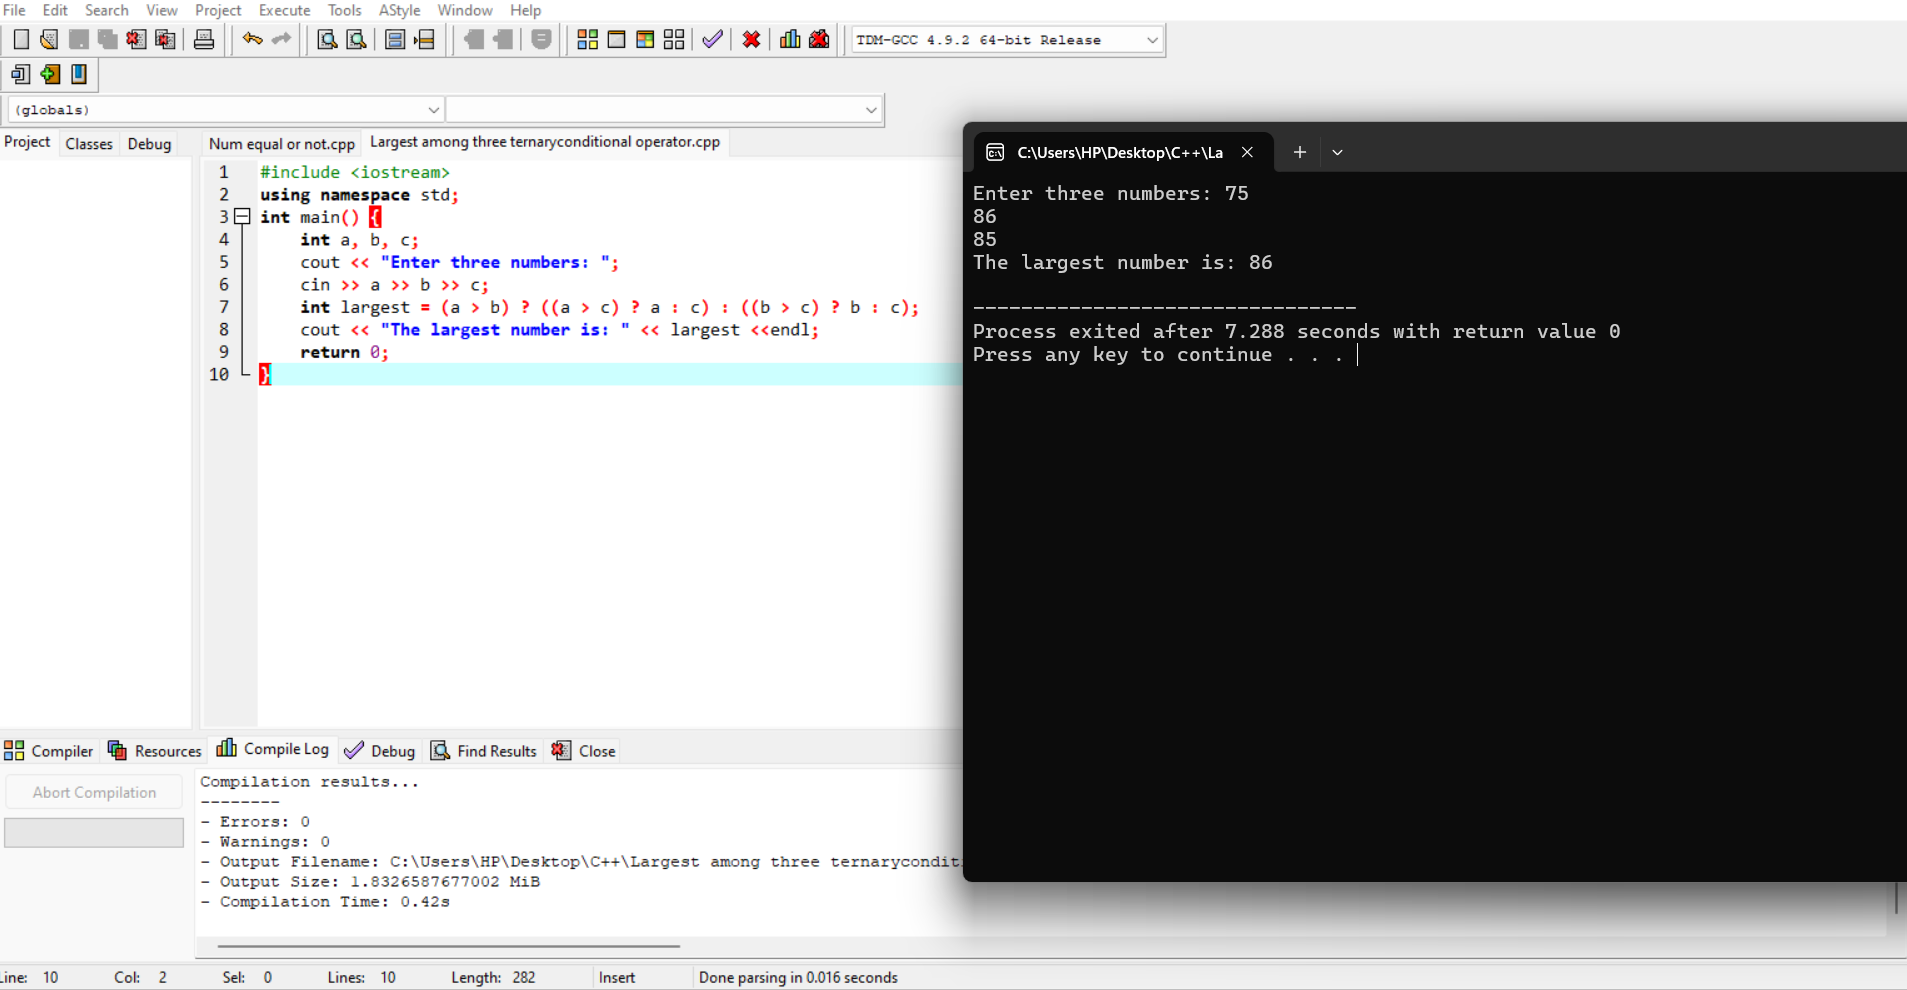 File Edit Search View Project Execute Tools AStyle Window Help
TDM-GCC 4.9.2 64-bit Release
(globals)
Project Classes Debug
Num equal or not.cpp Largest among three ternaryconditional operator.cpp
1 #include <iostream>
2 using namespace std;
3 int main() {
4 int a, b, c;
5 cout << "Enter three numbers: ";
6 cin >> a >> b >> c;
7 int largest = (a > b) ? ((a > c) ? a : c) : ((b > c) ? b : c);
8 cout << "The largest number is: " << largest <<endl;
9 return 0;
10 }
C:\Users\HP\Desktop\C++\La
Enter three numbers: 75
86
85
The largest number is: 86
--------------------------------
Process exited after 7.288 seconds with return value 0
Press any key to continue . . .
Compiler Resources Compile Log Debug Find Results Close
Abort Compilation
Compilation results...
--------
- Errors: 0
- Warnings: 0
- Output Filename: C:\Users\HP\Desktop\C++\Largest among three ternaryconditi
- Output Size: 1.8326587677002 MiB
- Compilation Time: 0.42s
Line: 10 Col: 2 Sel: 0 Lines: 10 Length: 282 Insert Done parsing in 0.016 seconds